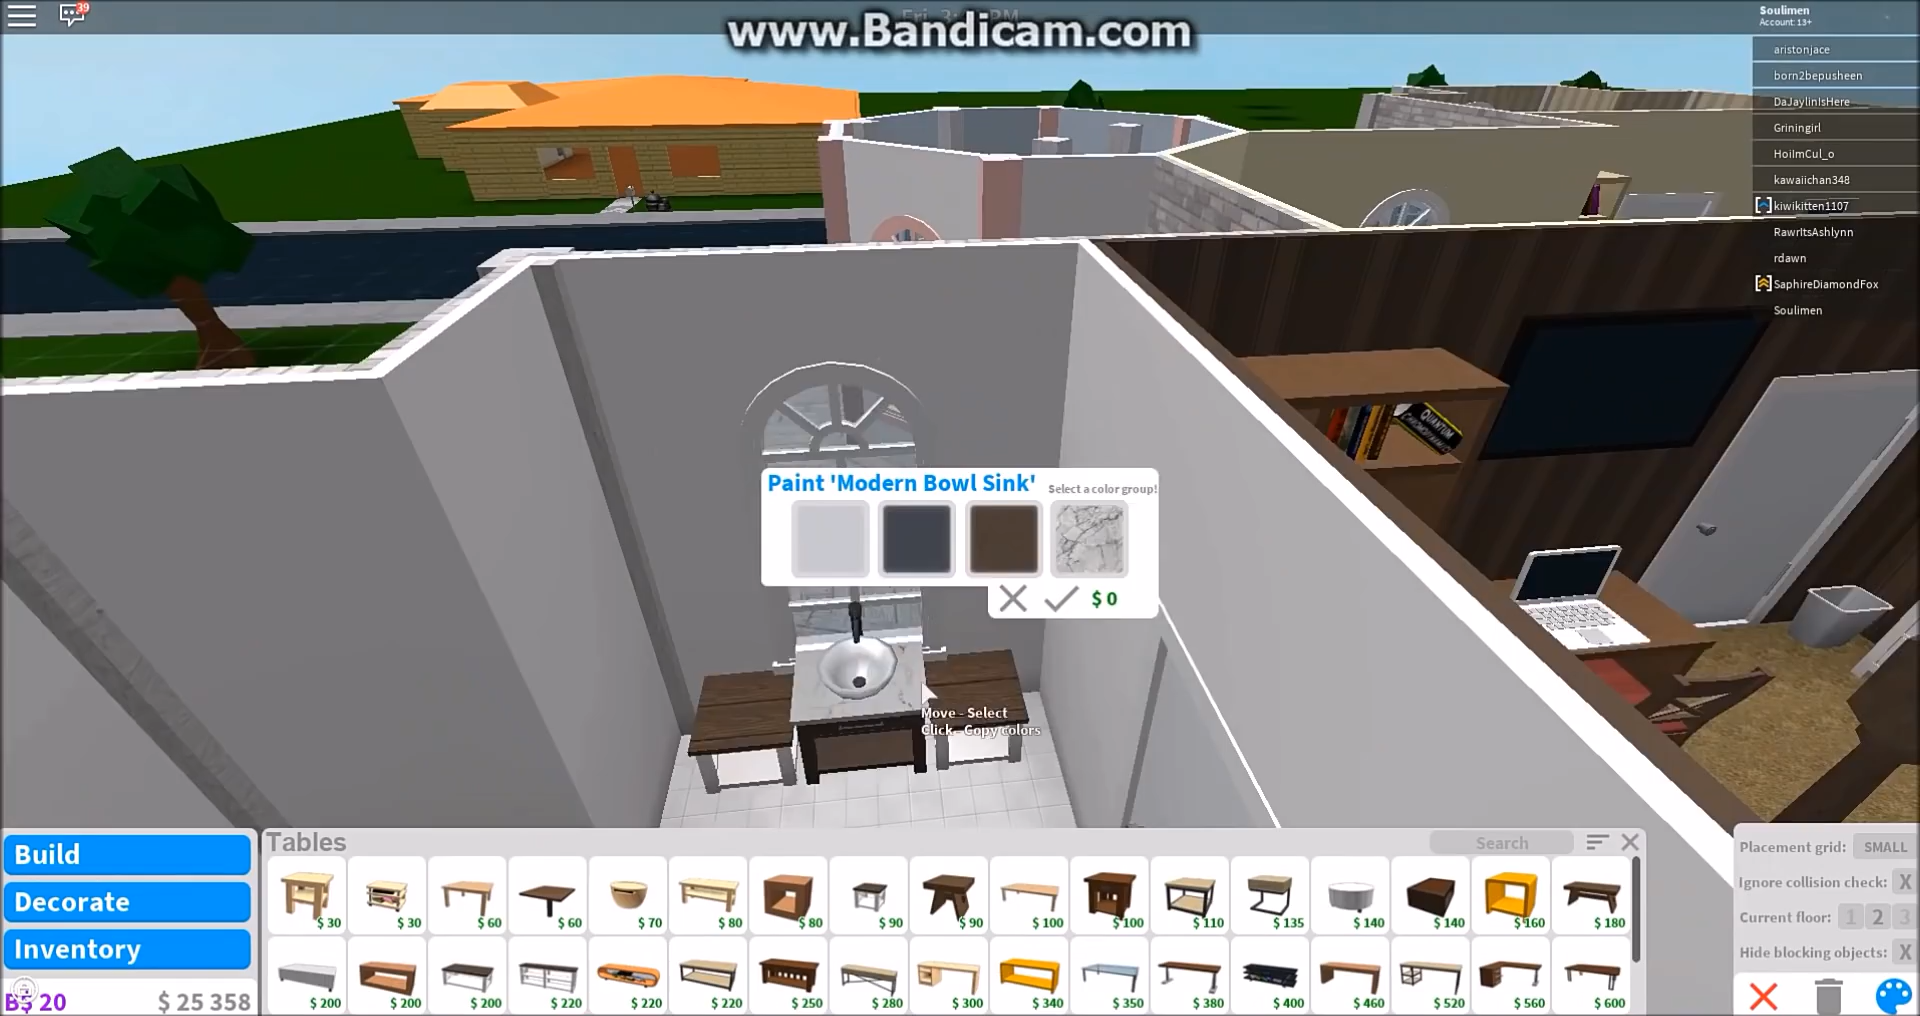 39
www.Bandicam.com
Soulimen
Account: 13+
aristonjace
born2bepusheen
DaJaylinIsHere
Griningirl
HoiImCul_o
kawaiichan348
kiwikitten1107
RawrItsAshlynn
rdawn
SaphireDiamondFox
Soulimen
QUANTUM
Paint 'Modern Bowl Sink' Select a color group!
$ 0
Move - Select
Click - Copy colors
Build
Decorate
Inventory
B$ 20 $ 25 358
Tables
Search
$ 30 $ 30 $ 60 $ 60 $ 70 $ 80 $ 80 $ 90 $ 90 $ 100 $ 100 $ 110 $ 135 $ 140 $ 140 $ 160 $ 180
$ 200 $ 200 $ 200 $ 220 $ 220 $ 220 $ 250 $ 280 $ 300 $ 340 $ 350 $ 380 $ 400 $ 460 $ 520 $ 560 $ 600
Placement grid: SMALL
Ignore collision check: X
Current floor: 1 2 3
Hide blocking objects: X